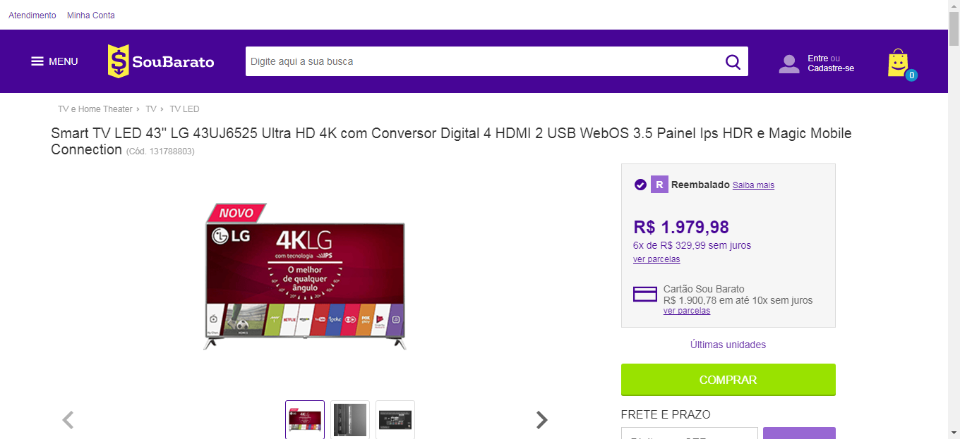 Atendimento Minha Conta
MENU
SouBarato
Digite aqui a sua busca
Entre ou
Cadastre-se
0
TV e Home Theater › TV › TV LED
Smart TV LED 43" LG 43UJ6525 Ultra HD 4K com Conversor Digital 4 HDMI 2 USB WebOS 3.5 Painel Ips HDR e Magic Mobile
Connection (Cód. 131788803)
R Reembalado Saiba mais
R$ 1.979,98
6x de R$ 329,99 sem juros
ver parcelas
Cartão Sou Barato
R$ 1.900,78 em até 10x sem juros
ver parcelas
Últimas unidades
COMPRAR
FRETE E PRAZO
NOVO
LG
4K LG
com tecnologia IPS
O melhor
de qualquer
ângulo
NETFLIX
YouTube